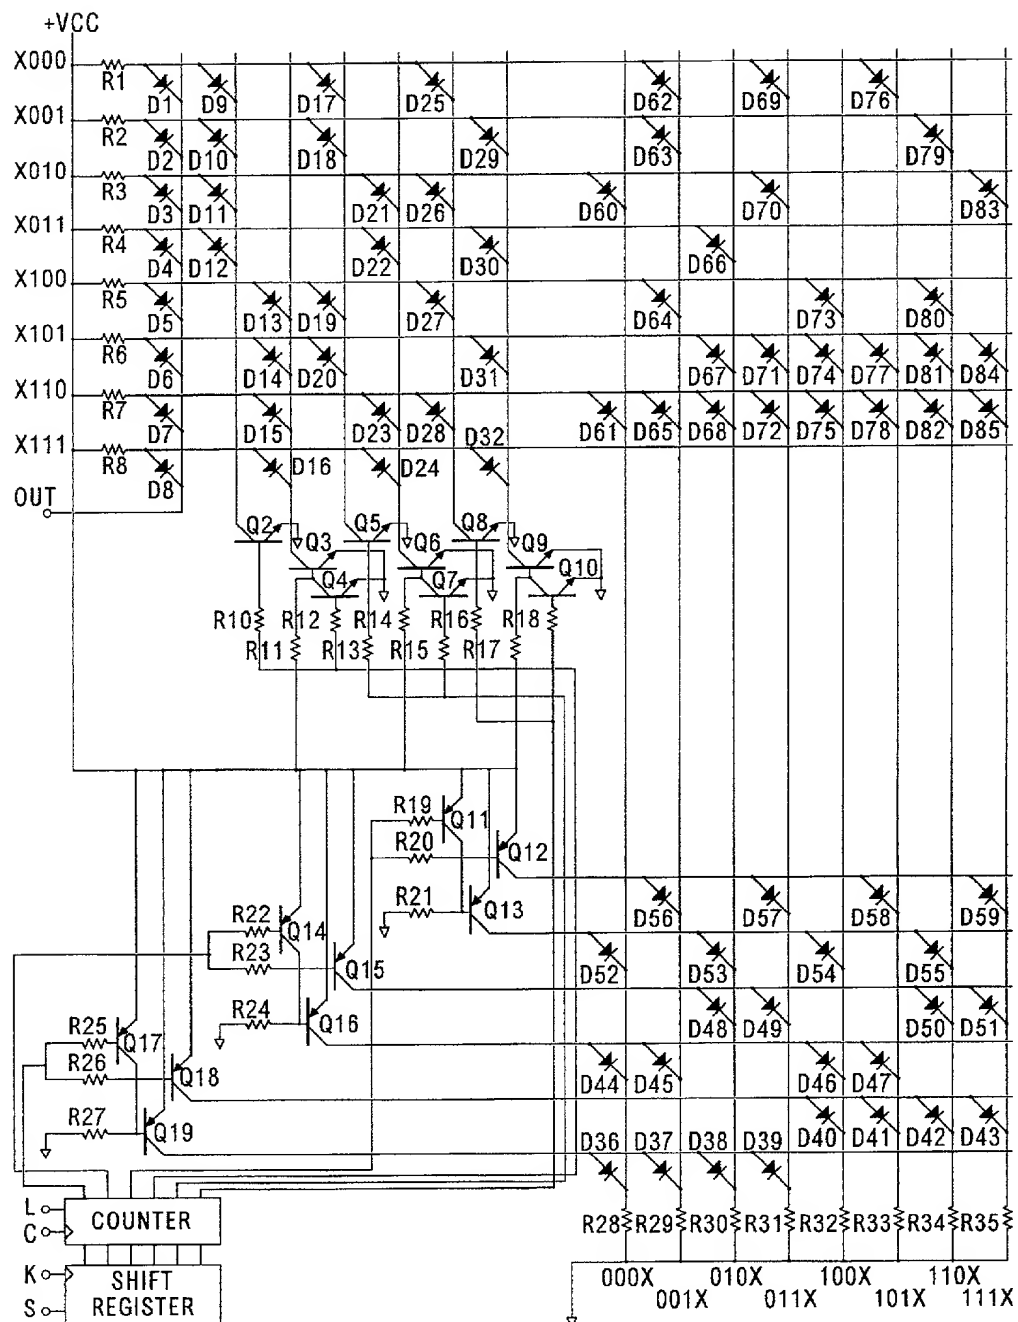 +VCC
X000
R1 D1 D9 D17 D25 D62 D69 D76
X001
R2 D2 D10 D18 D29 D63 D79
X010
R3 D3 D11 D21 D26 D60 D70 D83
X011
R4 D4 D12 D22 D30 D66
X100
R5 D5 D13 D19 D27 D64 D73 D80
X101
R6 D6 D14 D20 D31 D67 D71 D74 D77 D81 D84
X110
R7 D7 D15 D23 D28 D32 D61 D65 D68 D72 D75 D78 D82 D85
X111
R8 D8 D16 D24
OUT
Q2 Q5 Q8
Q3 Q6 Q9
Q4 Q7 Q10
R10 R12 R14 R16 R18
R11 R13 R15 R17
R19 Q11
R20 Q12
R21 Q13 D56 D57 D58 D59
R22 Q14
R23 Q15 D52 D53 D54 D55
R24 Q16 D48 D49 D50 D51
R25 Q17
R26 Q18 D44 D45 D46 D47
R27 Q19 D36 D37 D38 D39 D40 D41 D42 D43
L
COUNTER
C
R28 R29 R30 R31 R32 R33 R34 R35
K
SHIFT
REGISTER
S
000X 010X 100X 110X
001X 011X 101X 111X